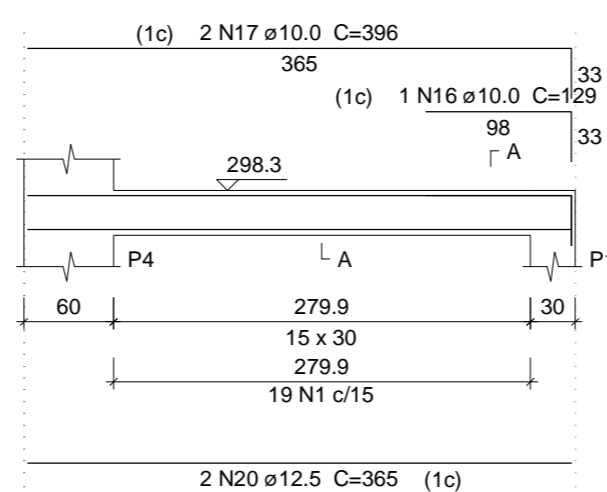 (1c) 2 N17 ø10.0 C=396
365
33
(1c) 1 N16 ø10.0 C=129
98
33
A
298.3
P4
A
60
279.9
30
15 x 30
279.9
19 N1 c/15
2 N20 ø12.5 C=365 (1c)